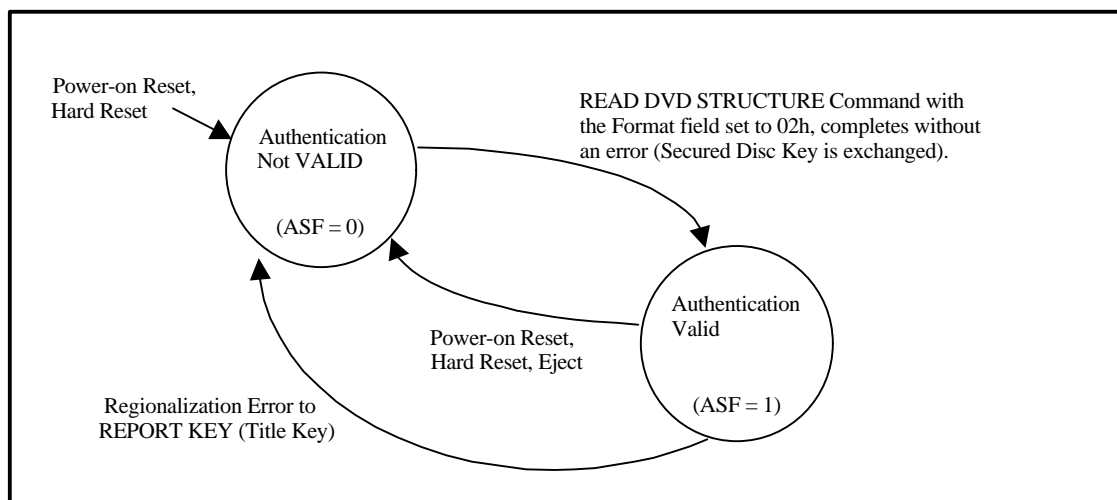 Power-on Reset,
Hard Reset
Authentication
Not VALID
(ASF = 0)
READ DVD STRUCTURE Command with
the Format field set to 02h, completes without
an error (Secured Disc Key is exchanged).
Authentication
Valid
(ASF = 1)
Power-on Reset,
Hard Reset, Eject
Regionalization Error to
REPORT KEY (Title Key)